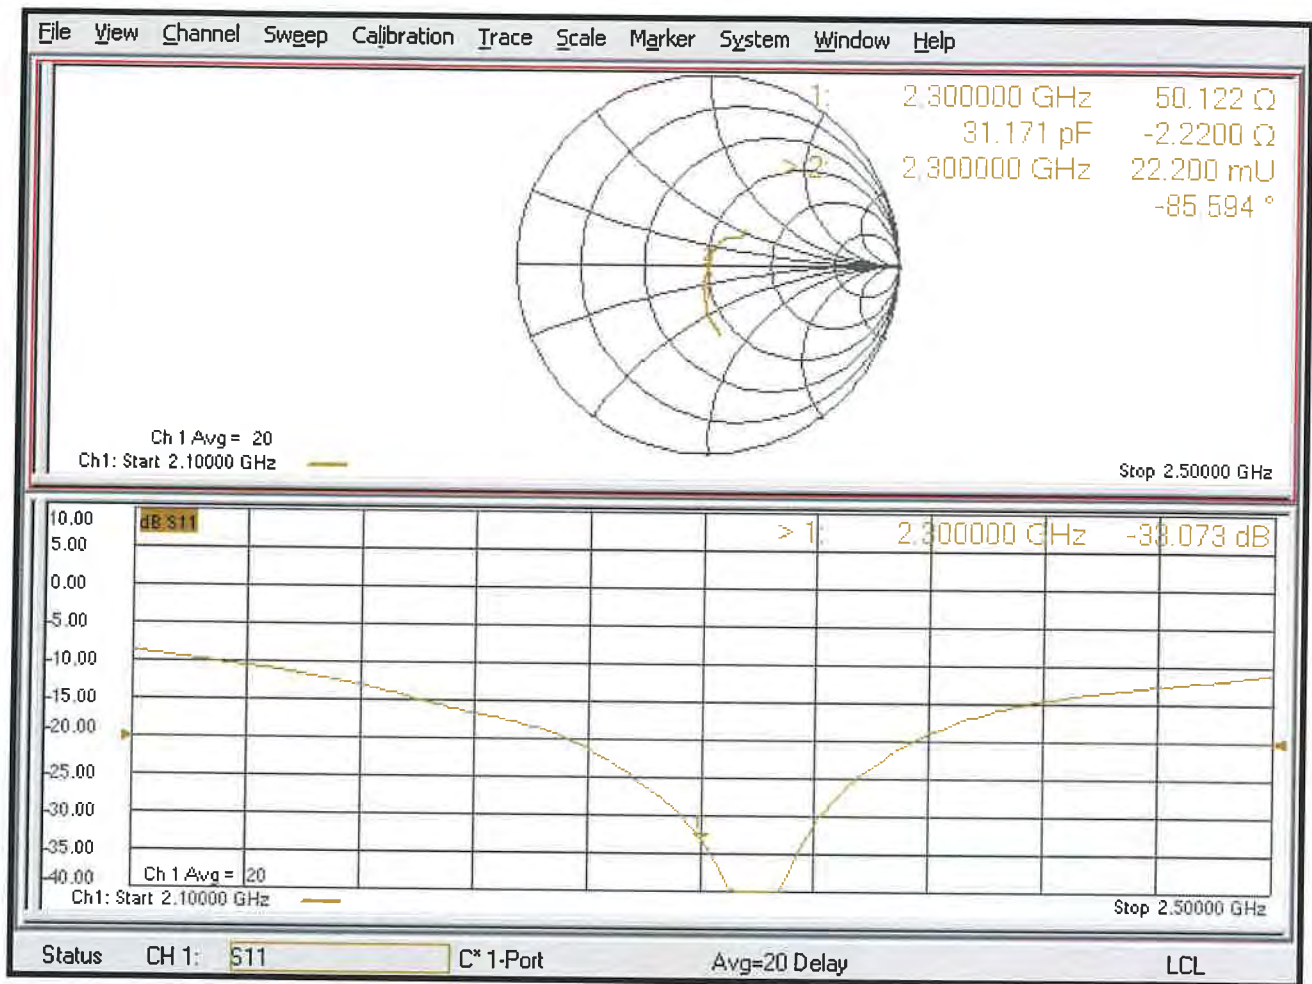 File View Channel Sweep Calibration Trace Scale Marker System Window Help
1: 2.300000 GHz 50.122 Ω
31.171 pF -2.2200 Ω
> 2: 2.300000 GHz 22.200 mU
-85.594 °
Ch 1 Avg = 20
Ch1: Start 2.10000 GHz
Stop 2.50000 GHz
10.00
5.00
0.00
-5.00
-10.00
-15.00
-20.00
-25.00
-30.00
-35.00
-40.00
dB S11
> 1: 2.300000 GHz -33.073 dB
1
Ch 1 Avg = 20
Ch1: Start 2.10000 GHz
Stop 2.50000 GHz
Status CH 1: S11 C* 1-Port Avg=20 Delay LCL